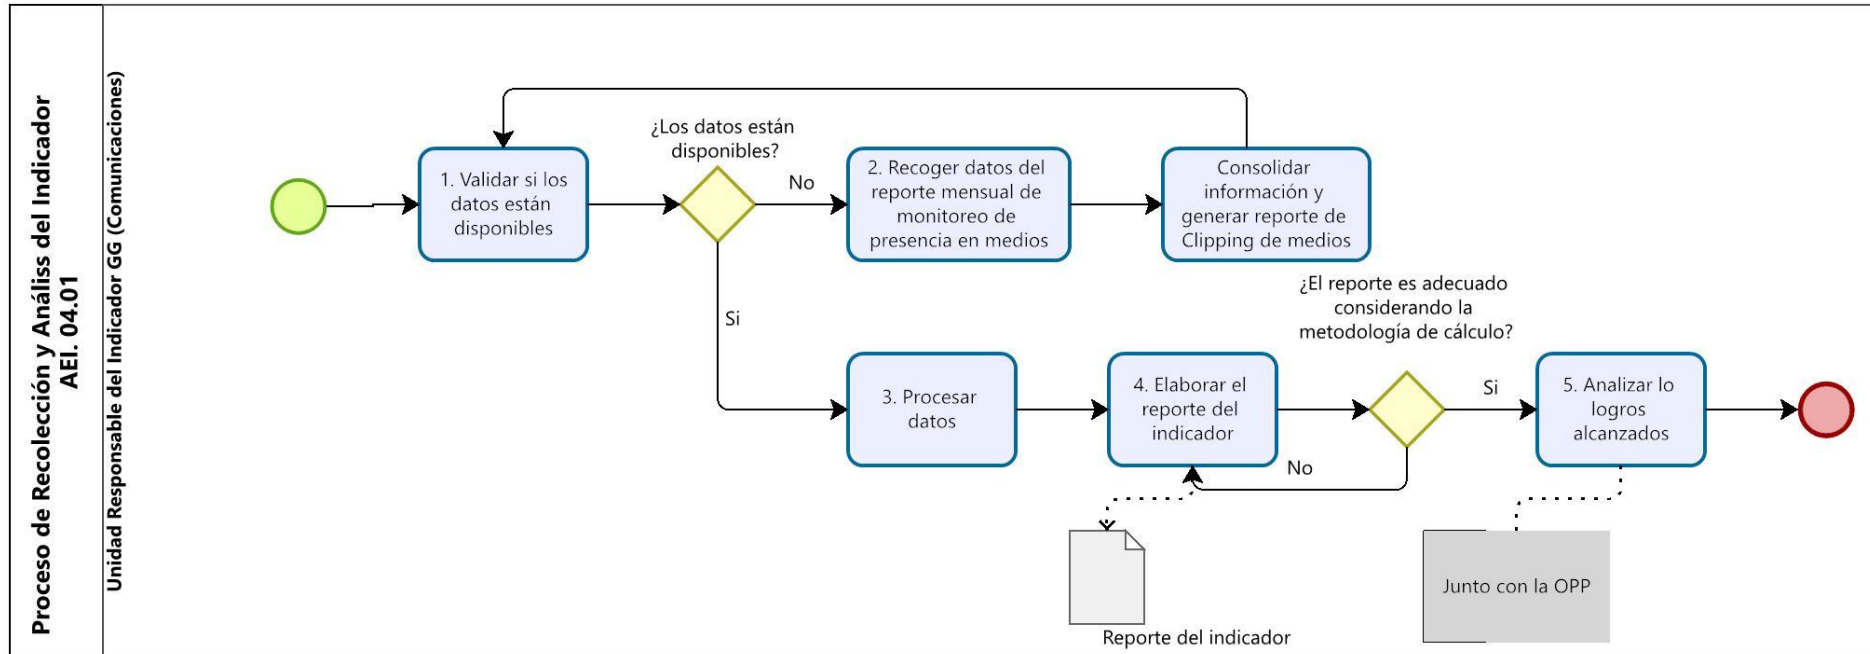 Proceso de Recolección y Análiss del Indicador
AEI. 04.01
Unidad Responsable del Indicador GG (Comunicaciones)
1. Validar si los
datos están
disponibles
¿Los datos están
disponibles?
No
2. Recoger datos del
reporte mensual de
monitoreo de
presencia en medios
Consolidar
información y
generar reporte de
Clipping de medios
Si
3. Procesar
datos
4. Elaborar el
reporte del
indicador
¿El reporte es adecuado
considerando la
metodología de cálculo?
No
Si
5. Analizar lo
logros
alcanzados
Reporte del indicador
Junto con la OPP